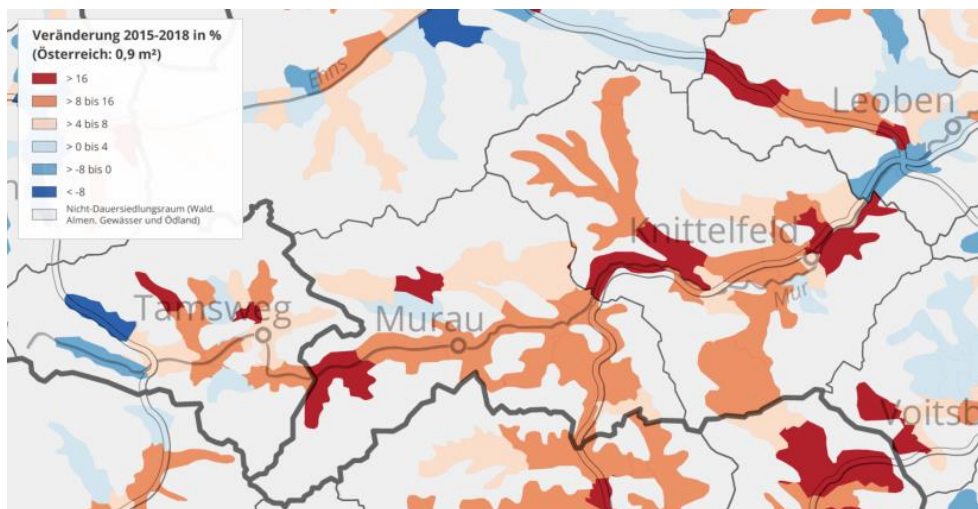 Veränderung 2015-2018 in %
(Österreich: 0,9 m²)
> 16
> 8 bis 16
> 4 bis 8
> 0 bis 4
> -8 bis 0
< -8
Nicht-Dauersiedlungsraum (Wald.
Almen, Gewässer und Ödland)
Enns
Leoben
Knittelfeld
Mur
Tamsweg
Murau
Voitsb